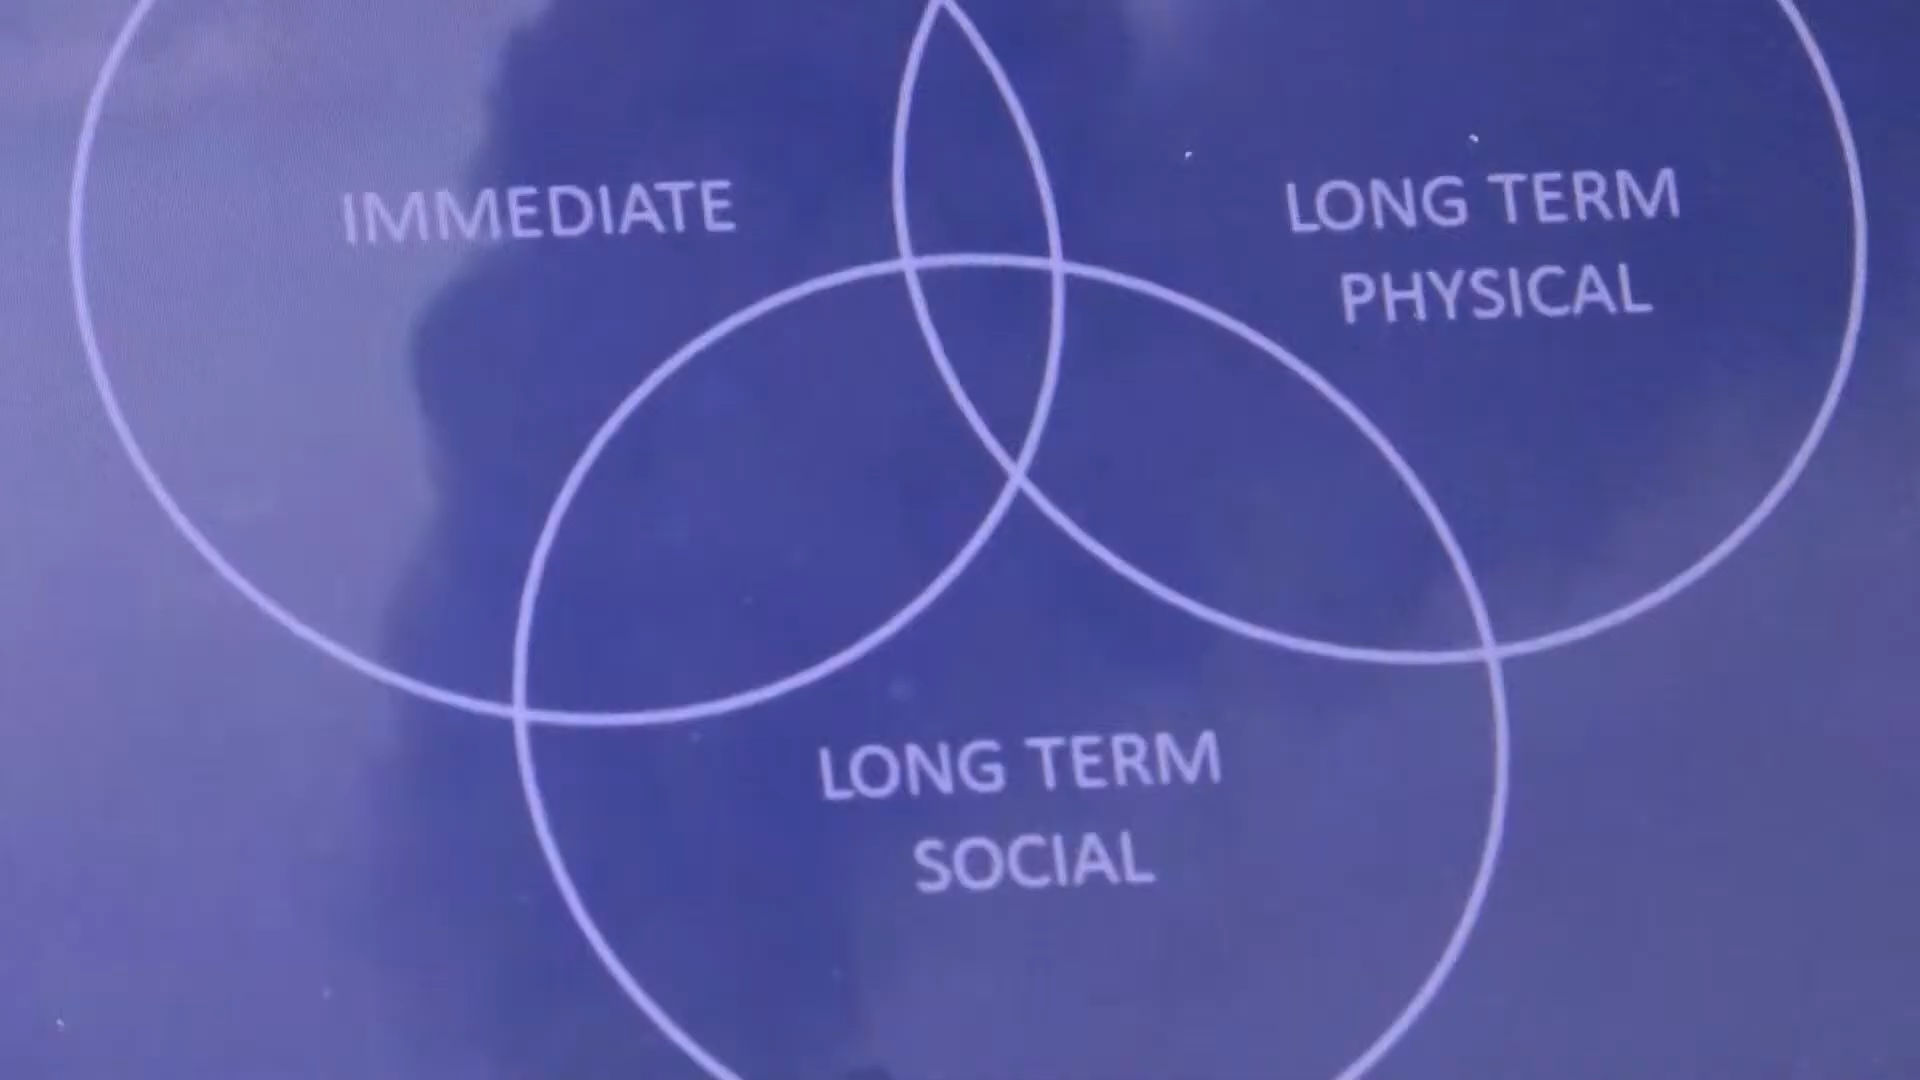 IMMEDIATE
LONG TERM
PHYSICAL
LONG TERM
SOCIAL